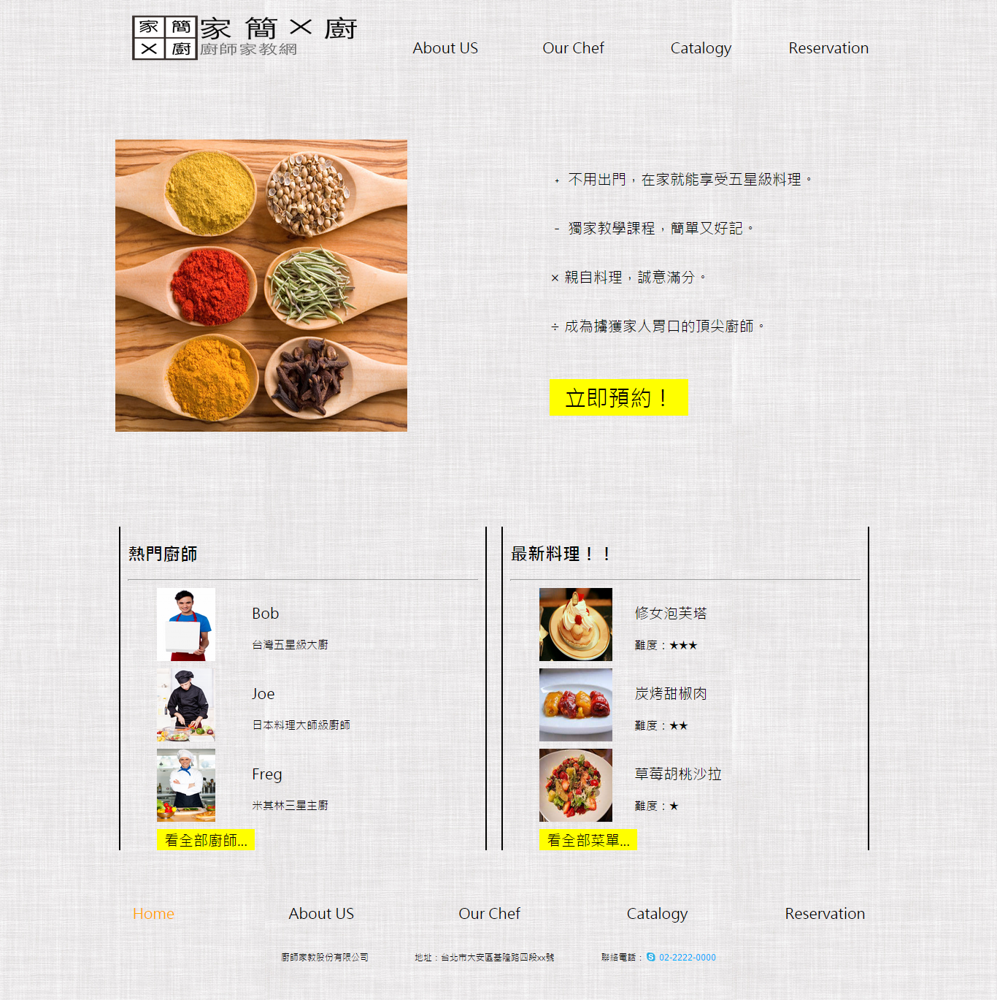 家簡×廚
家簡×廚
廚師家教網
About US Our Chef Catalogy Reservation
+ 不用出門，在家就能享受五星級料理。
- 獨家教學課程，簡單又好記。
× 親自料理，誠意滿分。
÷ 成為擄獲家人胃口的頂尖廚師。
立即預約！
熱門廚師
Bob
台灣五星級大廚
Joe
日本料理大師級廚師
Freg
米其林三星主廚
看全部廚師...
最新料理！！
修女泡芙塔
難度：★★★
炭烤甜椒肉
難度：★★
草莓胡桃沙拉
難度：★
看全部菜單...
Home About US Our Chef Catalogy Reservation
廚師家教股份有限公司 地址：台北市大安區基隆路四段xx號 聯絡電話： 02-2222-0000